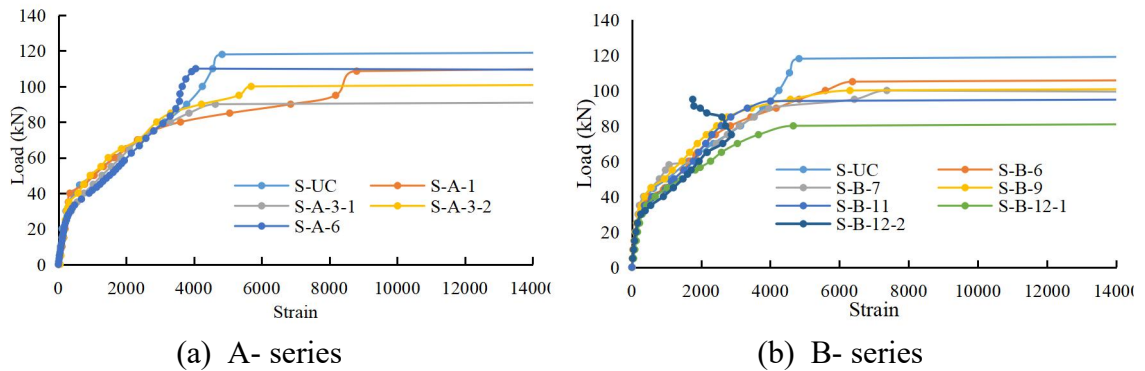 140
120
100
80
60
40
20
0
Load (kN)
S-UC S-A-1
S-A-3-1 S-A-3-2
S-A-6
0 2000 4000 6000 8000 10000 12000 14000
Strain
(a) A- series
140
120
100
80
60
40
20
0
Load (kN)
S-UC S-B-6
S-B-7 S-B-9
S-B-11 S-B-12-1
S-B-12-2
0 2000 4000 6000 8000 10000 12000 14000
Strain
(b) B- series